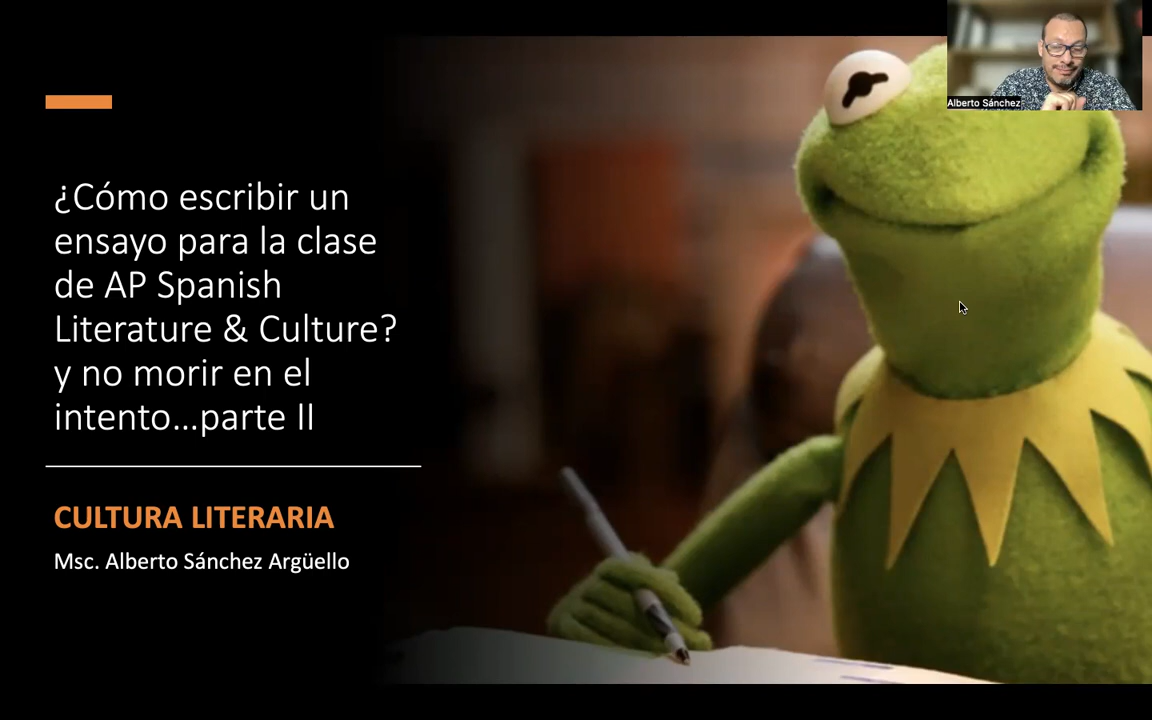 Alberto Sánchez
¿Cómo escribir un
ensayo para la clase
de AP Spanish
Literature & Culture?
y no morir en el
intento...parte II
CULTURA LITERARIA
Msc. Alberto Sánchez Argüello